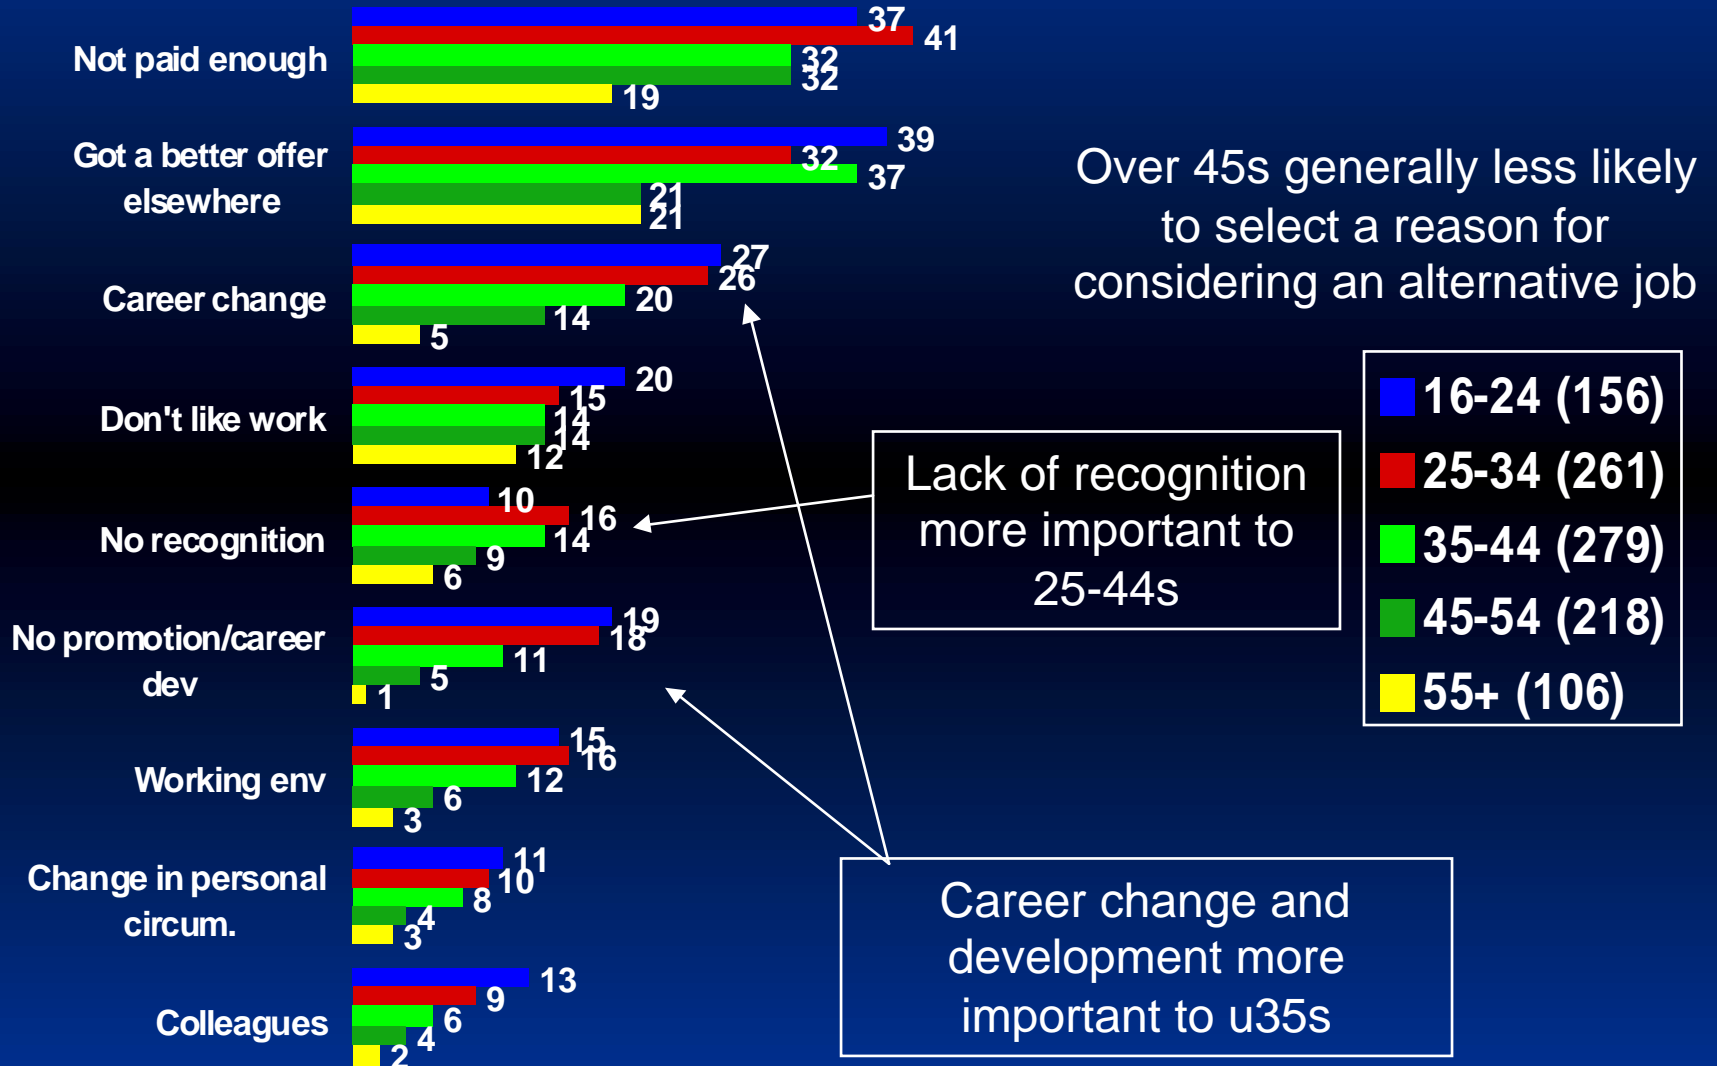 Not paid enough
37
41
32
32
19
Got a better offer
elsewhere
39
32
37
21
21
Career change
27
26
20
14
5
Don't like work
20
15
14
14
12
No recognition
10
16
14
9
6
No promotion/career
dev
19
18
11
5
1
Working env
15
16
12
6
3
Change in personal
circum.
11
10
8
4
3
Colleagues
13
9
6
4
2
Over 45s generally less likely
to select a reason for
considering an alternative job
16-24 (156)
25-34 (261)
35-44 (279)
45-54 (218)
55+ (106)
Lack of recognition
more important to
25-44s
Career change and
development more
important to u35s